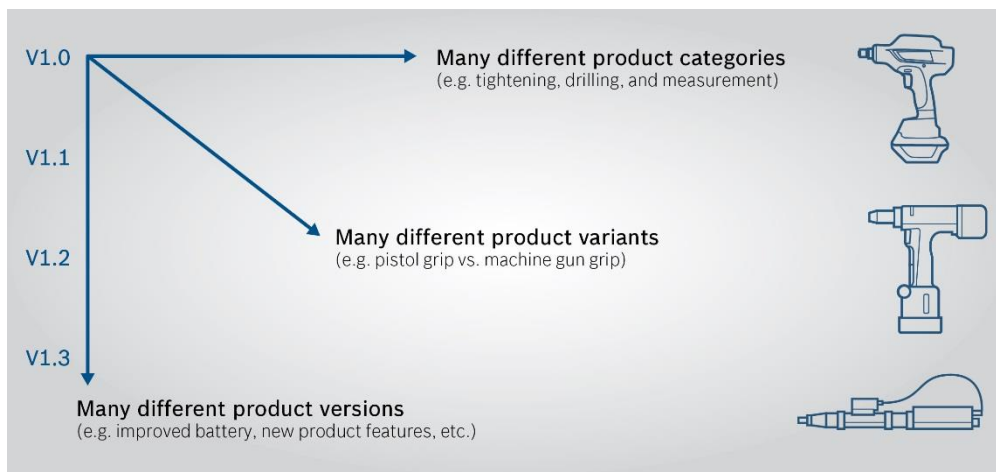 V1.0
Many different product categories
(e.g. tightening, drilling, and measurement)
V1.1
Many different product variants
(e.g. pistol grip vs. machine gun grip)
V1.2
V1.3
Many different product versions
(e.g. improved battery, new product features, etc.)